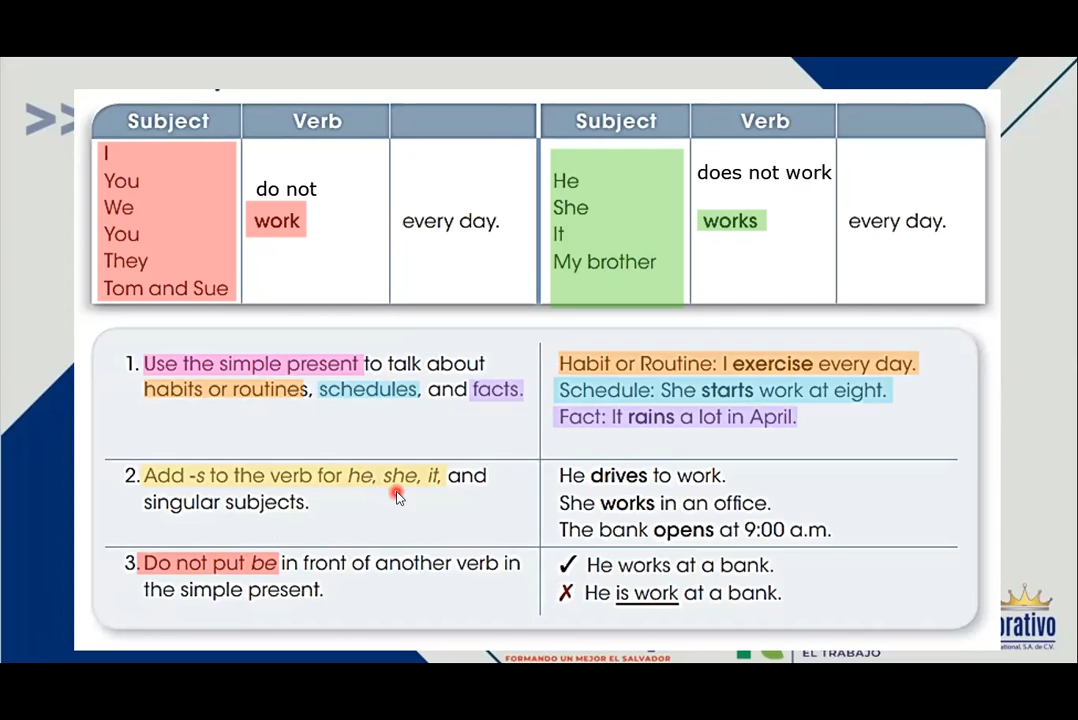 >>
Subject Verb Subject Verb
I
You
We
You
They
Tom and Sue
do not
work
every day.
He
She
It
My brother
does not work
works
every day.
1. Use the simple present to talk about
habits or routines, schedules, and facts.
Habit or Routine: I exercise every day.
Schedule: She starts work at eight.
Fact: It rains a lot in April.
2. Add -s to the verb for he, she, it, and
singular subjects.
He drives to work.
She works in an office.
The bank opens at 9:00 a.m.
3. Do not put be in front of another verb in
the simple present.
✓ He works at a bank.
✗ He is work at a bank.
orativo
ational, S.A. de C.V.
FORMANDO UN MEJOR EL SALVADOR
EL TRABAJO